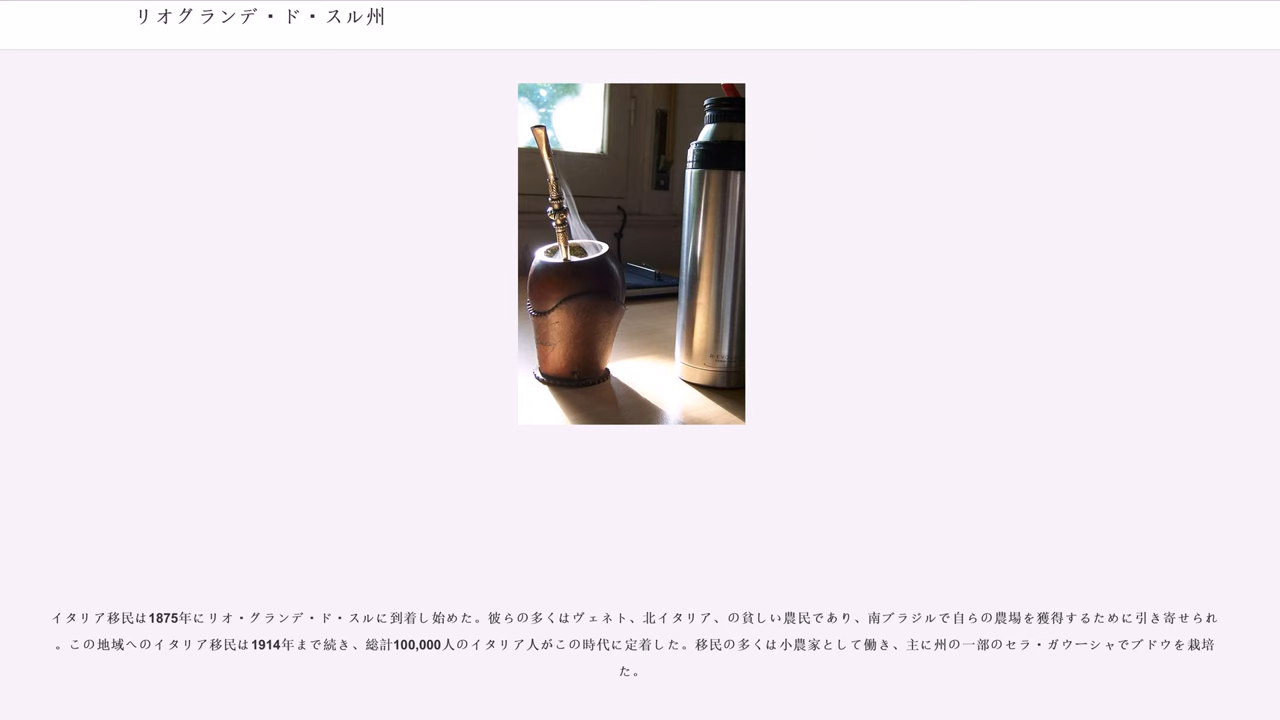 リオグランデ・ド・スル州
イタリア移民は1875年にリオ・グランデ・ド・スルに到着し始めた。彼らの多くはヴェネト、北イタリア、の貧しい農民であり、南ブラジルで自らの農場を獲得するために引き寄せられ
。この地域へのイタリア移民は1914年まで続き、総計100,000人のイタリア人がこの時代に定着した。移民の多くは小農家として働き、主に州の一部のセラ・ガウーシャでブドウを栽培
た。